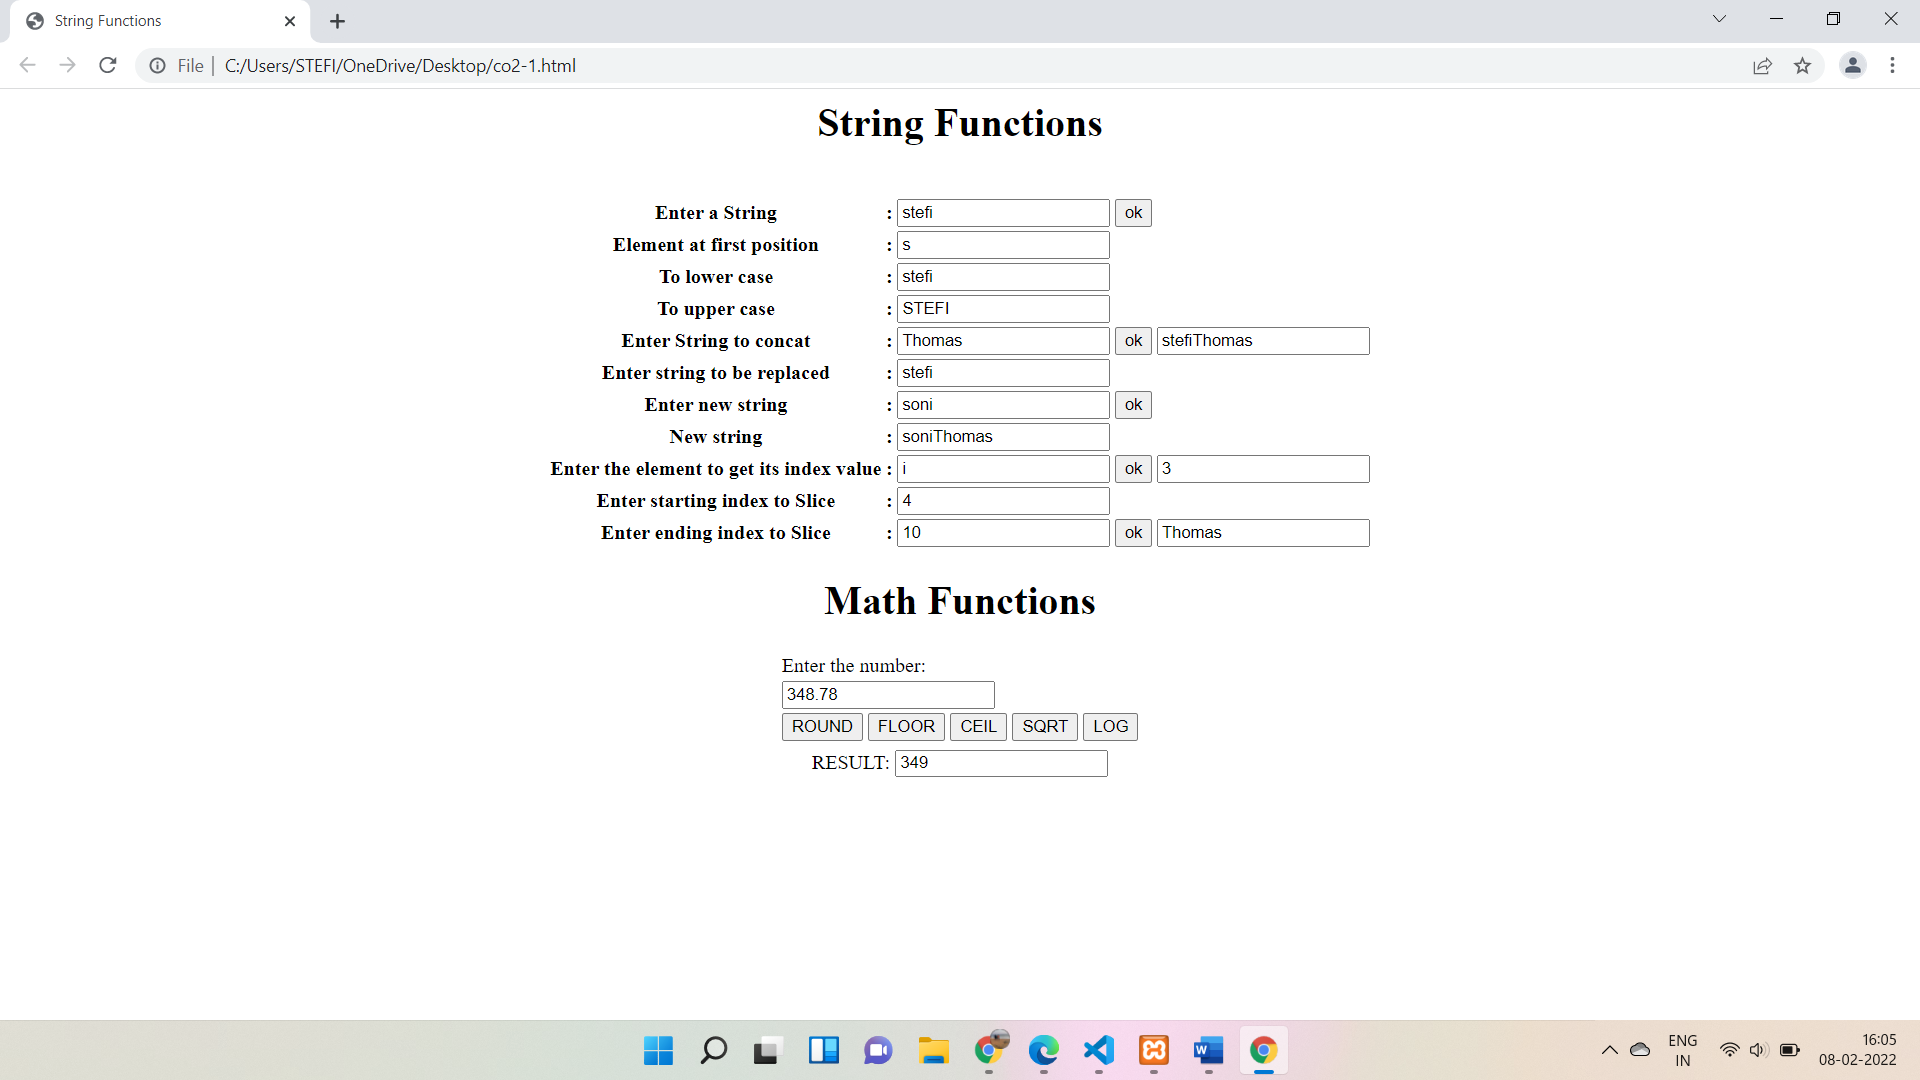 String Functions
File | C:/Users/STEFI/OneDrive/Desktop/co2-1.html
String Functions
Enter a String : stefi ok
Element at first position : s
To lower case : stefi
To upper case : STEFI
Enter String to concat : Thomas ok stefiThomas
Enter string to be replaced : stefi
Enter new string : soni ok
New string : soniThomas
Enter the element to get its index value : i ok 3
Enter starting index to Slice : 4
Enter ending index to Slice : 10 ok Thomas
Math Functions
Enter the number:
348.78
ROUND FLOOR CEIL SQRT LOG
RESULT: 349
W
ENG 16:05
IN 08-02-2022